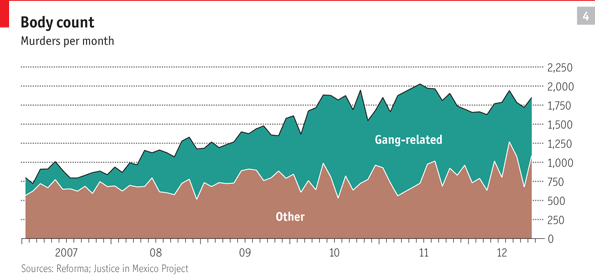 Body count
4
Murders per month
2,250
2,000
1,750
1,500
1,250
1,000
750
500
250
0
Gang-related
Other
2007 08 09 10 11 12
Sources: Reforma; Justice in Mexico Project